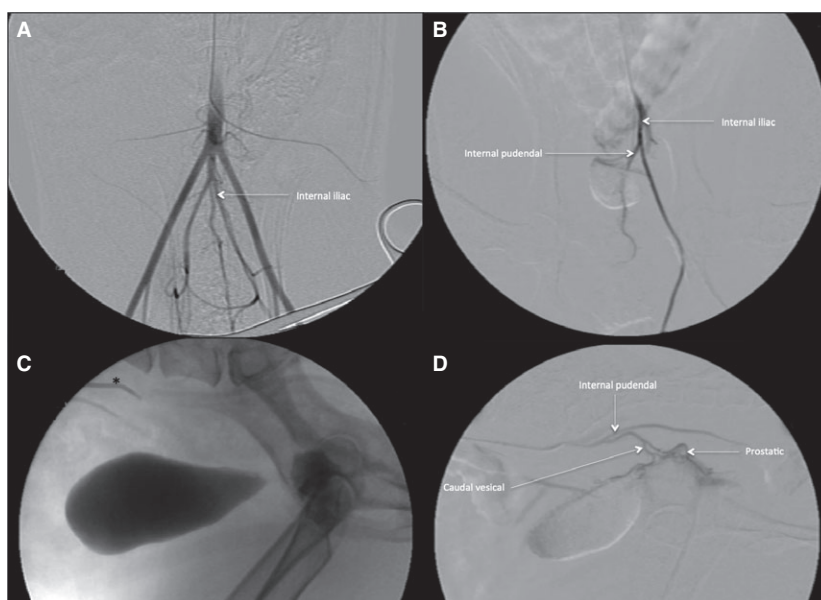 A
Internal iliac
B
Internal iliac
Internal pudendal
C
*
D
Internal pudendal
Prostatic
Caudal vesical